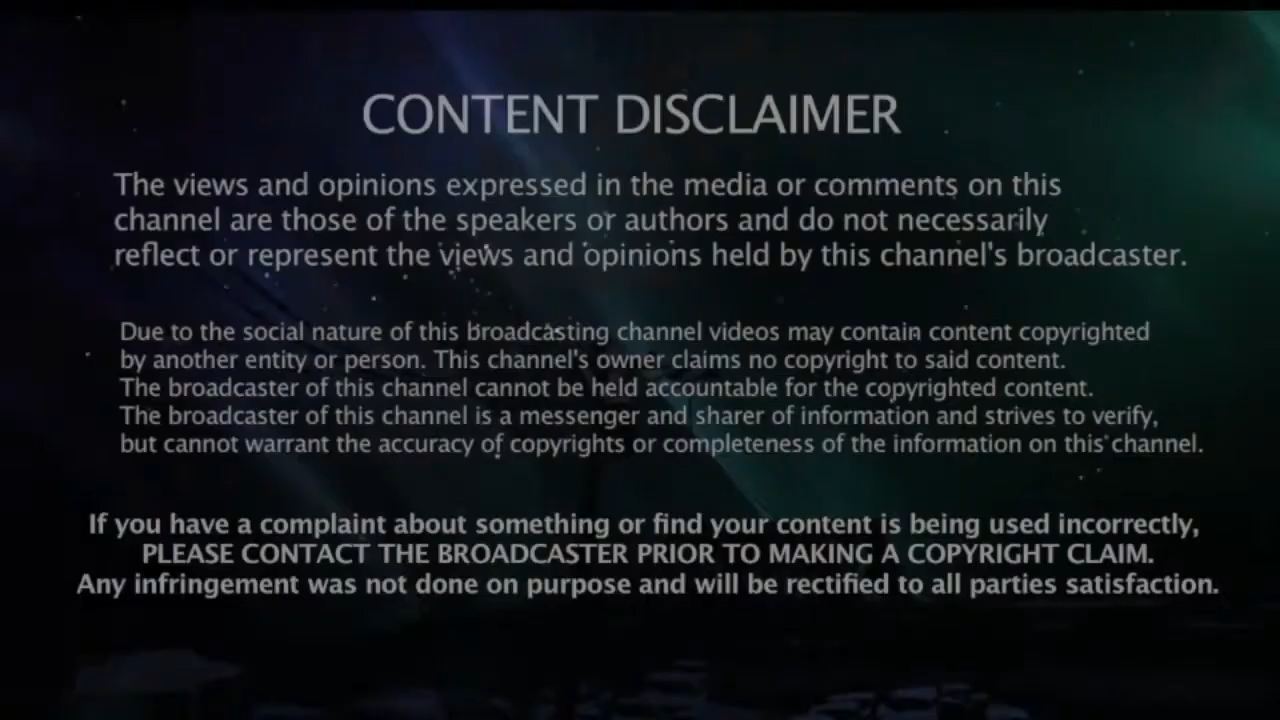 CONTENT DISCLAIMER
The views and opinions expressed in the media or comments on this
channel are those of the speakers or authors and do not necessarily
reflect or represent the views and opinions held by this channel's broadcaster.
Due to the social nature of this broadcasting channel videos may contain content copyrighted
by another entity or person. This channel's owner claims no copyright to said content.
The broadcaster of this channel cannot be held accountable for the copyrighted content.
The broadcaster of this channel is a messenger and sharer of information and strives to verify,
but cannot warrant the accuracy of copyrights or completeness of the information on this channel.
If you have a complaint about something or find your content is being used incorrectly,
PLEASE CONTACT THE BROADCASTER PRIOR TO MAKING A COPYRIGHT CLAIM.
Any infringement was not done on purpose and will be rectified to all parties satisfaction.